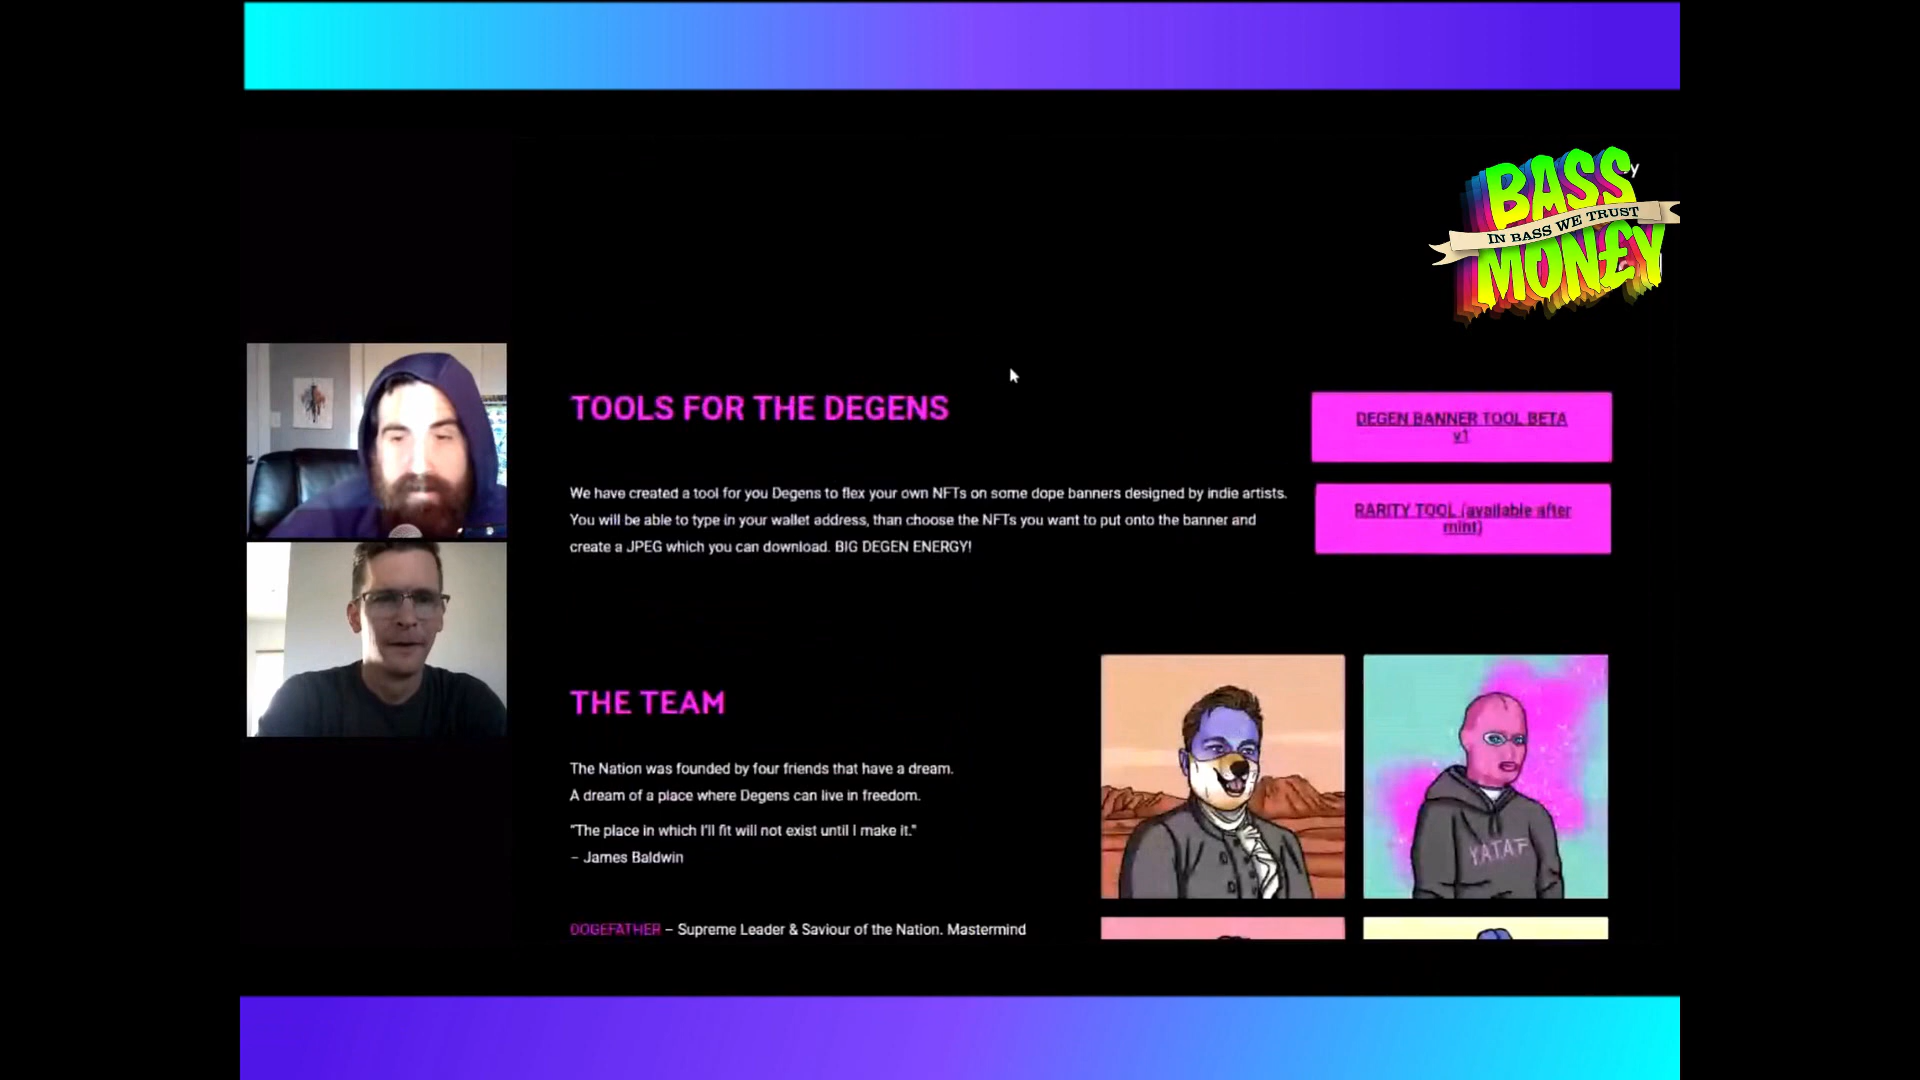 BASS
y
IN BASS WE TRUST
MON£Y
TOOLS FOR THE DEGENS
DEGEN BANNER TOOL BETA
v1
We have created a tool for you Degens to flex your own NFTs on some dope banners designed by indie artists.
You will be able to type in your wallet address, than choose the NFTs you want to put onto the banner and
create a JPEG which you can download. BIG DEGEN ENERGY!
RARITY TOOL (available after
mint)
THE TEAM
The Nation was founded by four friends that have a dream.
A dream of a place where Degens can live in freedom.
"The place in which I'll fit will not exist until I make it."
– James Baldwin
Y.A.T.A.F
DOGEFATHER – Supreme Leader & Saviour of the Nation. Mastermind